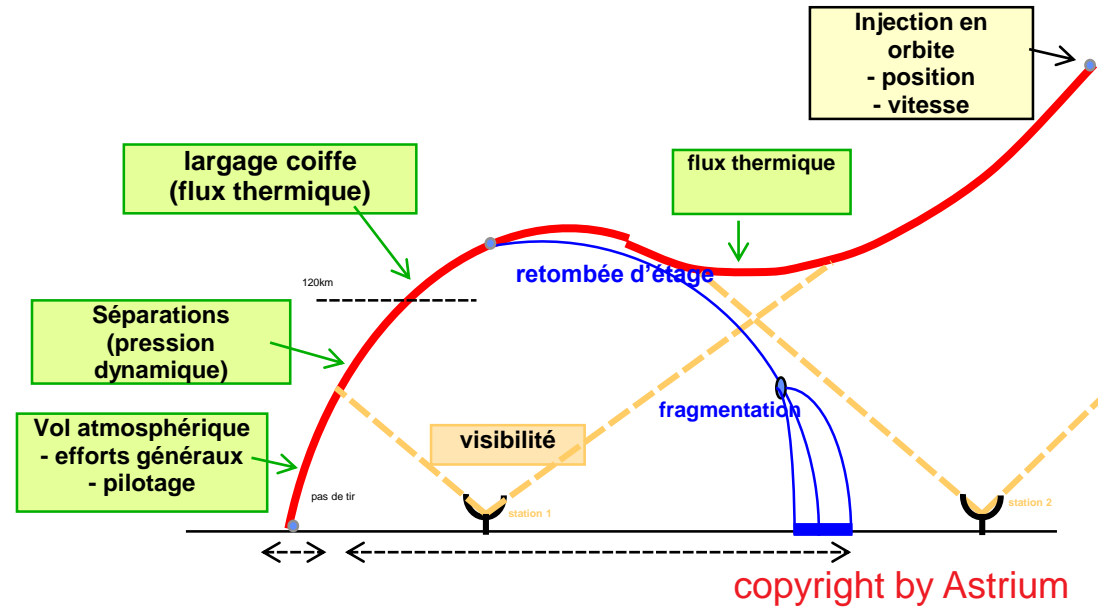 Injection en
orbite
- position
- vitesse
largage coiffe
(flux thermique)
flux thermique
retombée d’étage
120km
Séparations
(pression
dynamique)
fragmentation
Vol atmosphérique
- efforts généraux
- pilotage
visibilité
pas de tir
station 1
station 2
copyright by Astrium